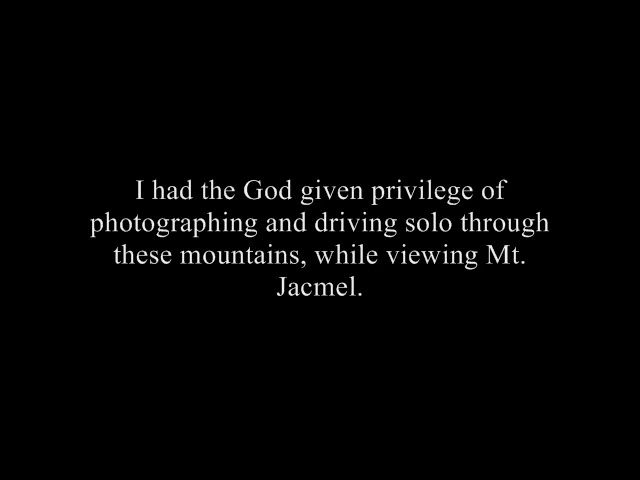 I had the God given privilege of
photographing and driving solo through
these mountains, while viewing Mt.
Jacmel.